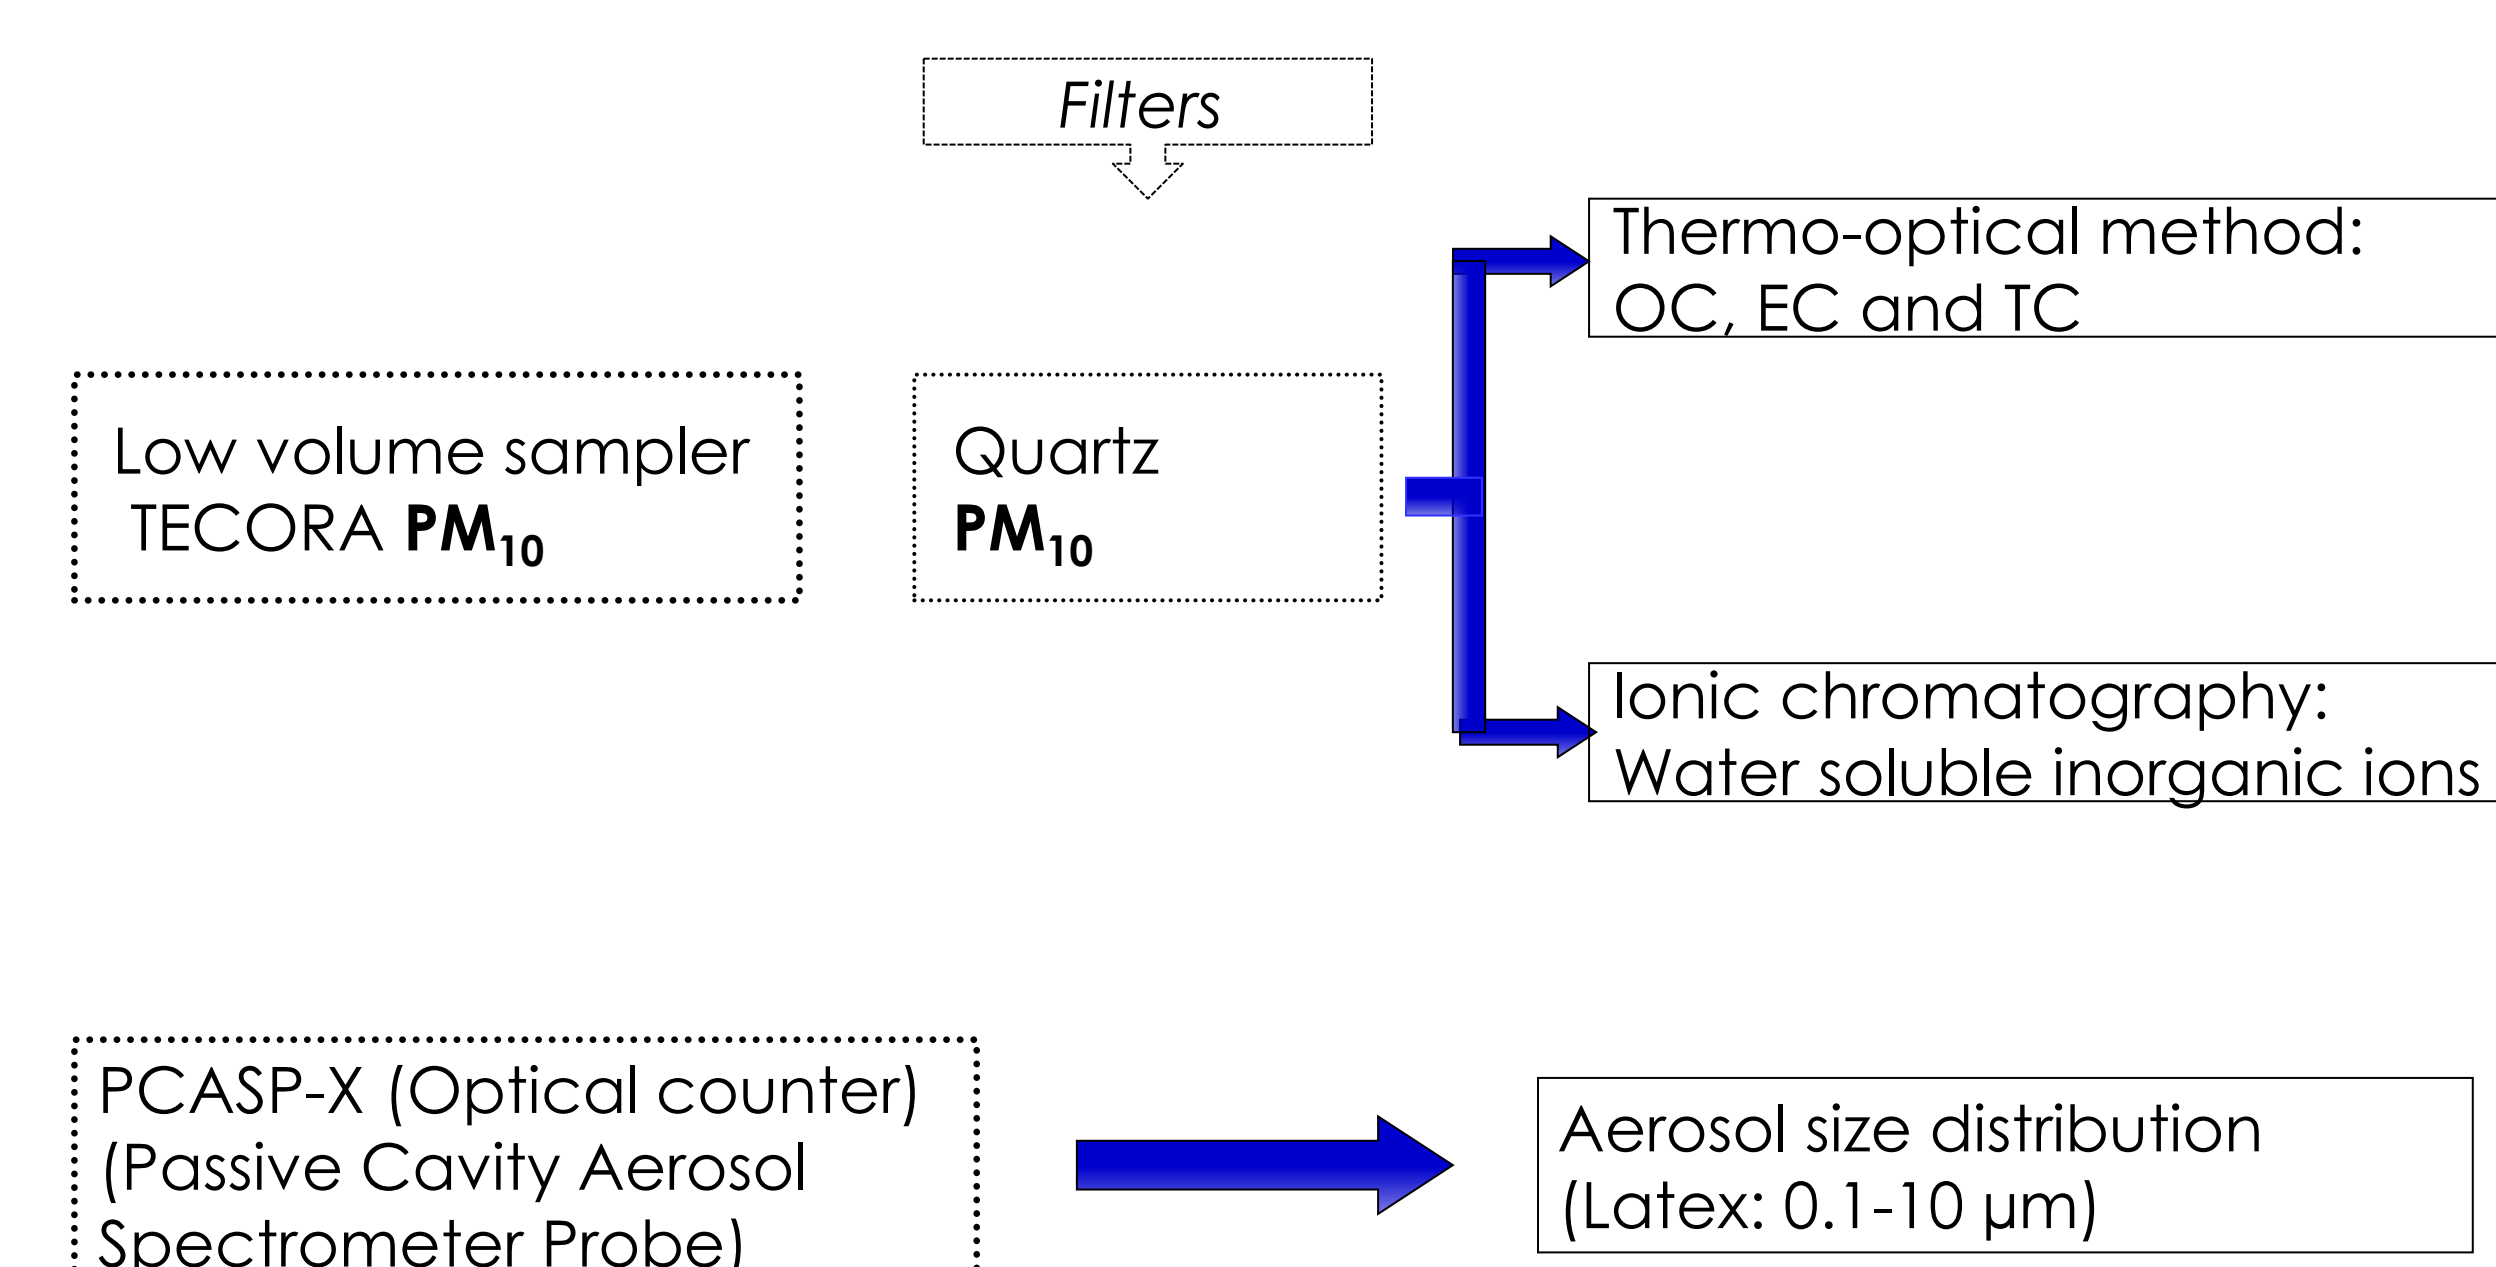 Filters
Thermo-optical method:
OC, EC and TC
Low volume sampler
TECORA PM10
Quartz
PM10
Ionic chromatography:
Water soluble inorganic ions
PCASP-X (Optical counter)
(Passive Cavity Aerosol
Spectrometer Probe)
Aerosol size distribution
(Latex: 0.1-10 µm)